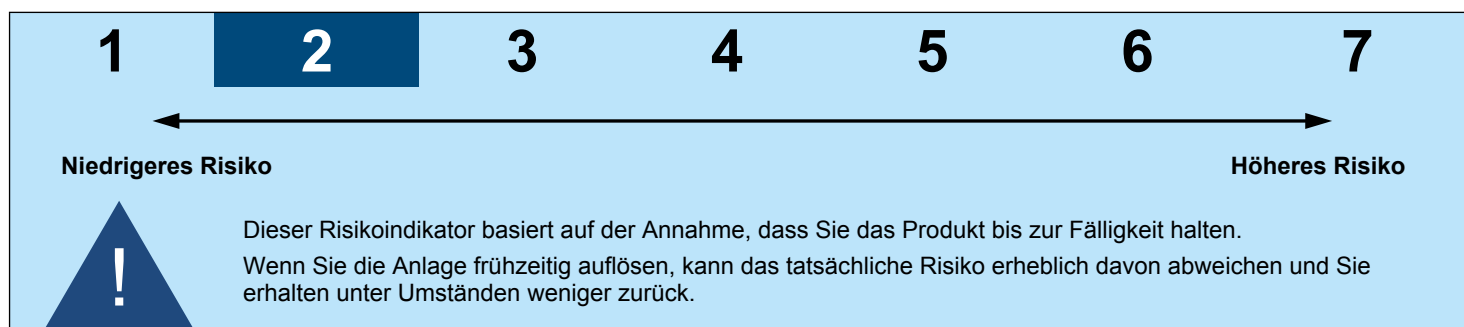 1 2 3 4 5 6 7
Niedrigeres Risiko Höheres Risiko
! Dieser Risikoindikator basiert auf der Annahme, dass Sie das Produkt bis zur Fälligkeit halten.
Wenn Sie die Anlage frühzeitig auflösen, kann das tatsächliche Risiko erheblich davon abweichen und Sie
erhalten unter Umständen weniger zurück.